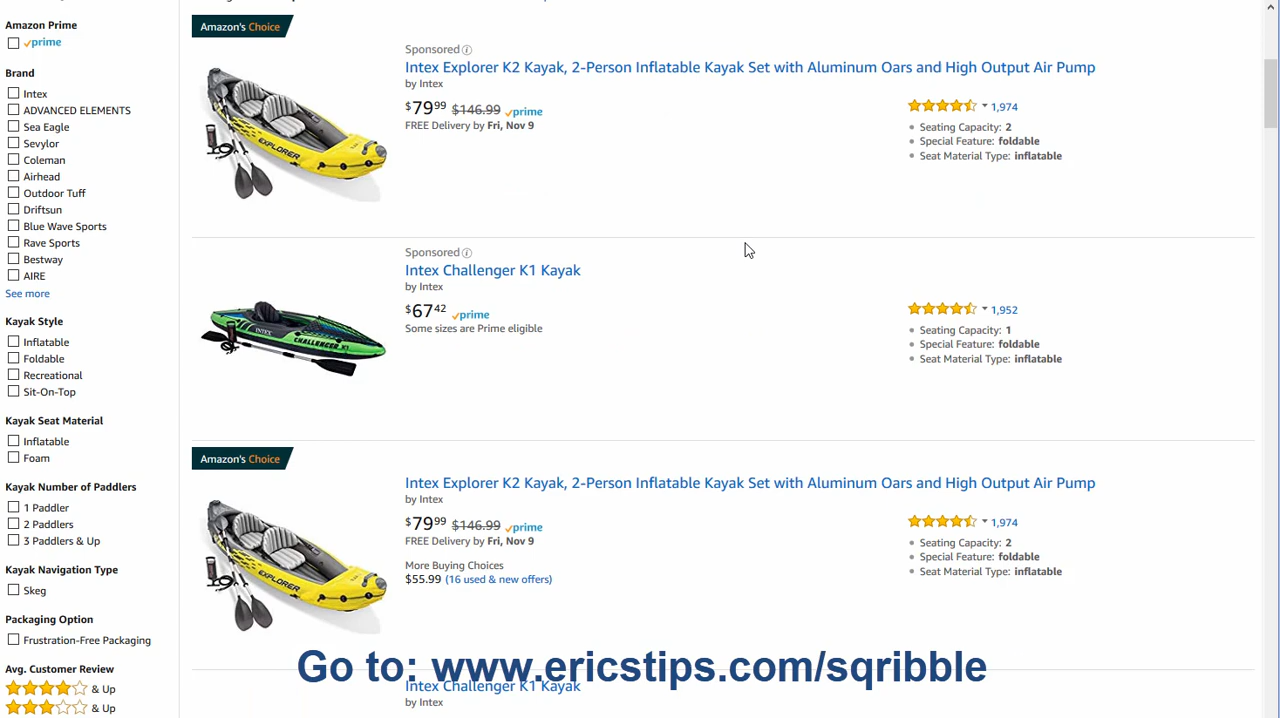 Amazon Prime
prime
Brand
Intex
ADVANCED ELEMENTS
Sea Eagle
Sevylor
Coleman
Airhead
Outdoor Tuff
Driftsun
Blue Wave Sports
Rave Sports
Bestway
AIRE
See more
Kayak Style
Inflatable
Foldable
Recreational
Sit-On-Top
Kayak Seat Material
Inflatable
Foam
Kayak Number of Paddlers
1 Paddler
2 Paddlers
3 Paddlers & Up
Kayak Navigation Type
Skeg
Packaging Option
Frustration-Free Packaging
Avg. Customer Review
& Up
& Up
Amazon's Choice
Sponsored
Intex Explorer K2 Kayak, 2-Person Inflatable Kayak Set with Aluminum Oars and High Output Air Pump
by Intex
$79⁹⁹ $146.99 prime
FREE Delivery by Fri, Nov 9
1,974
Seating Capacity: 2
Special Feature: foldable
Seat Material Type: inflatable
EXPLORER
Sponsored
Intex Challenger K1 Kayak
by Intex
$67⁴² prime
Some sizes are Prime eligible
1,952
Seating Capacity: 1
Special Feature: foldable
Seat Material Type: inflatable
INTEX
CHALLENGER K1
Amazon's Choice
Intex Explorer K2 Kayak, 2-Person Inflatable Kayak Set with Aluminum Oars and High Output Air Pump
by Intex
$79⁹⁹ $146.99 prime
FREE Delivery by Fri, Nov 9
More Buying Choices
$55.99 (16 used & new offers)
1,974
Seating Capacity: 2
Special Feature: foldable
Seat Material Type: inflatable
EXPLORER
Go to: www.ericstips.com/sqribble
Intex Challenger K1 Kayak
by Intex